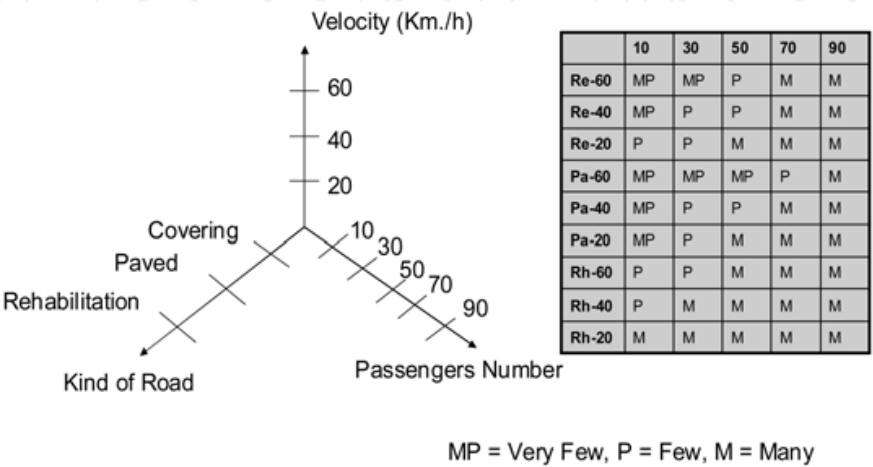 Velocity (Km./h)
60
40
20
Covering
Paved
Rehabilitation
Kind of Road
10
30
50
70
90
Passengers Number
10 30 50 70 90
Re-60 MP MP P M M
Re-40 MP P P M M
Re-20 P P M M M
Pa-60 MP MP MP P M
Pa-40 MP P P M M
Pa-20 MP P M M M
Rh-60 P P M M M
Rh-40 P M M M M
Rh-20 M M M M M
MP = Very Few, P = Few, M = Many